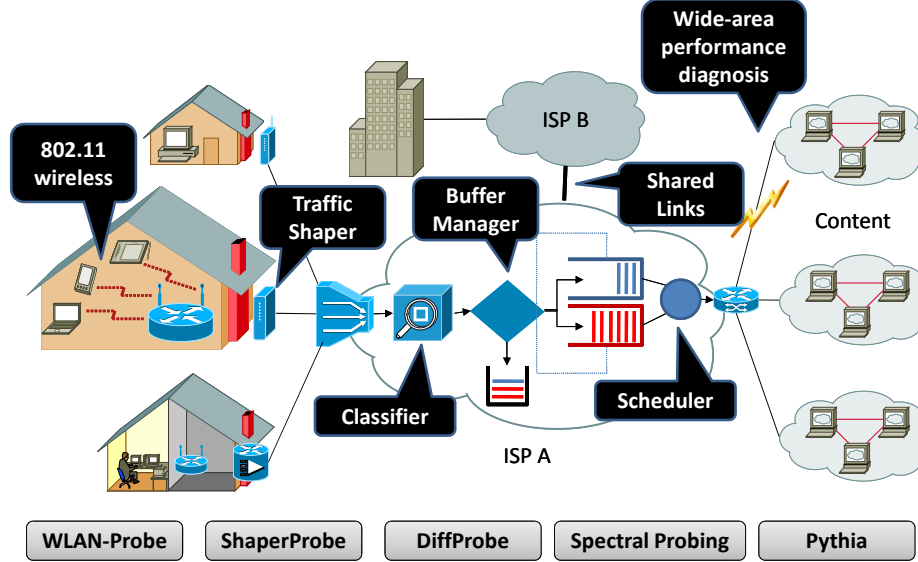 Wide-area
performance
diagnosis
802.11
wireless
ISP B
Traffic
Shaper
Buffer
Manager
Shared
Links
Content
Classifier
Scheduler
ISP A
WLAN-Probe
ShaperProbe
DiffProbe
Spectral Probing
Pythia